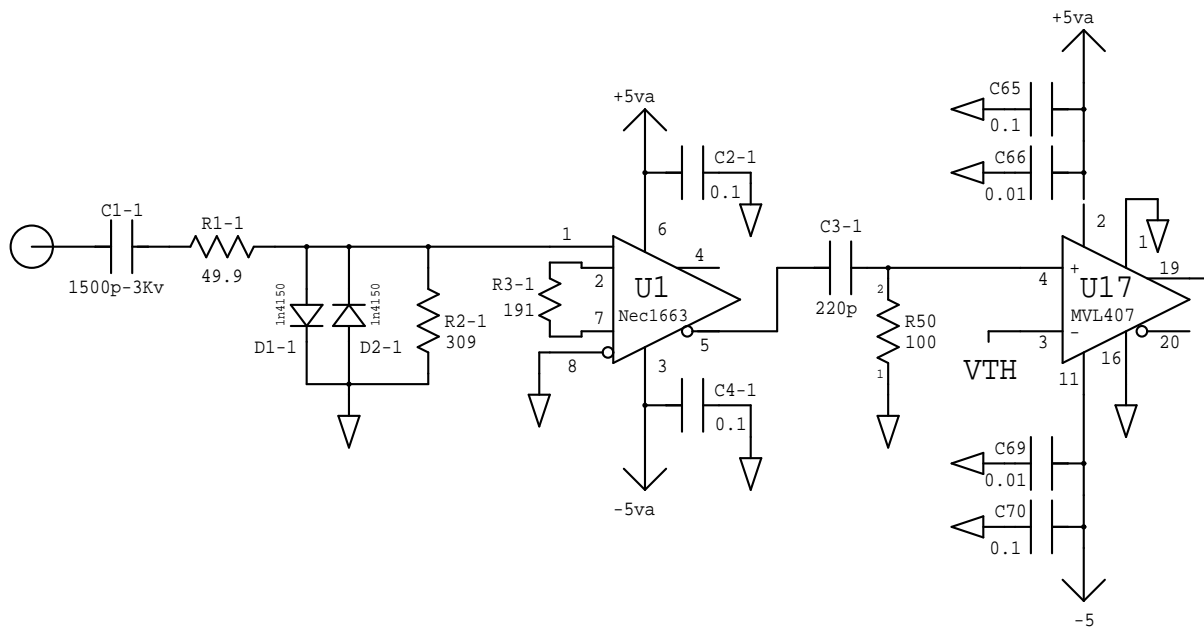 +5va
C65
0.1
C66
0.01
+5va
C2-1
0.1
C1-1
1500p-3Kv
R1-1
49.9
1n4150
D1-1
1n4150
D2-1
R2-1
309
1
2
R3-1
191
7
8
6
4
U1
Nec1663
5
3
C4-1
0.1
-5va
C3-1
220p
2
R50
100
1
2
1
4
+
U17
19
MVL407
3
-
20
VTH
16
11
C69
0.01
C70
0.1
-5